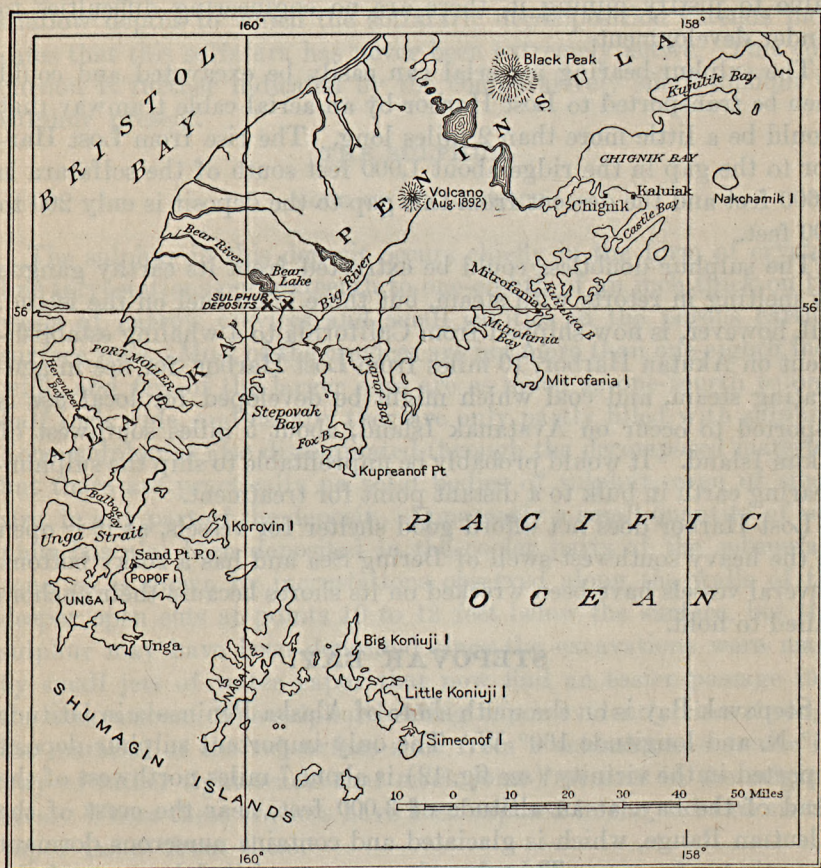 160°
158°
BRISTOL
BAY
ALASKA
PENINSULA
Black Peak
Kujulik Bay
CHIGNIK BAY
Volcano
(Aug. 1892)
Chignik
Kaluiak
Nakchamik I
Castle Bay
Bear River
Bear
Lake
Big River
SULPHUR
DEPOSITS
56°
56°
Mitrofania
Kuiukta B
Mitrofania
Bay
Mitrofania I
PORT MOLLER
Herendeen
Bay
Ivanof Bay
Stepovak
Bay
Fox B
Kupreanof Pt
PACIFIC
OCEAN
Balboa
Bay
Unga Strait
Korovin I
Sand Pt. P.O.
POPOF I
UNGA I
Unga
NAGAI I
Big Koniuji I
Little Koniuji I
Simeonof I
SHUMAGIN ISLANDS
10 0 10 20 30 40 50 Miles
160°
158°